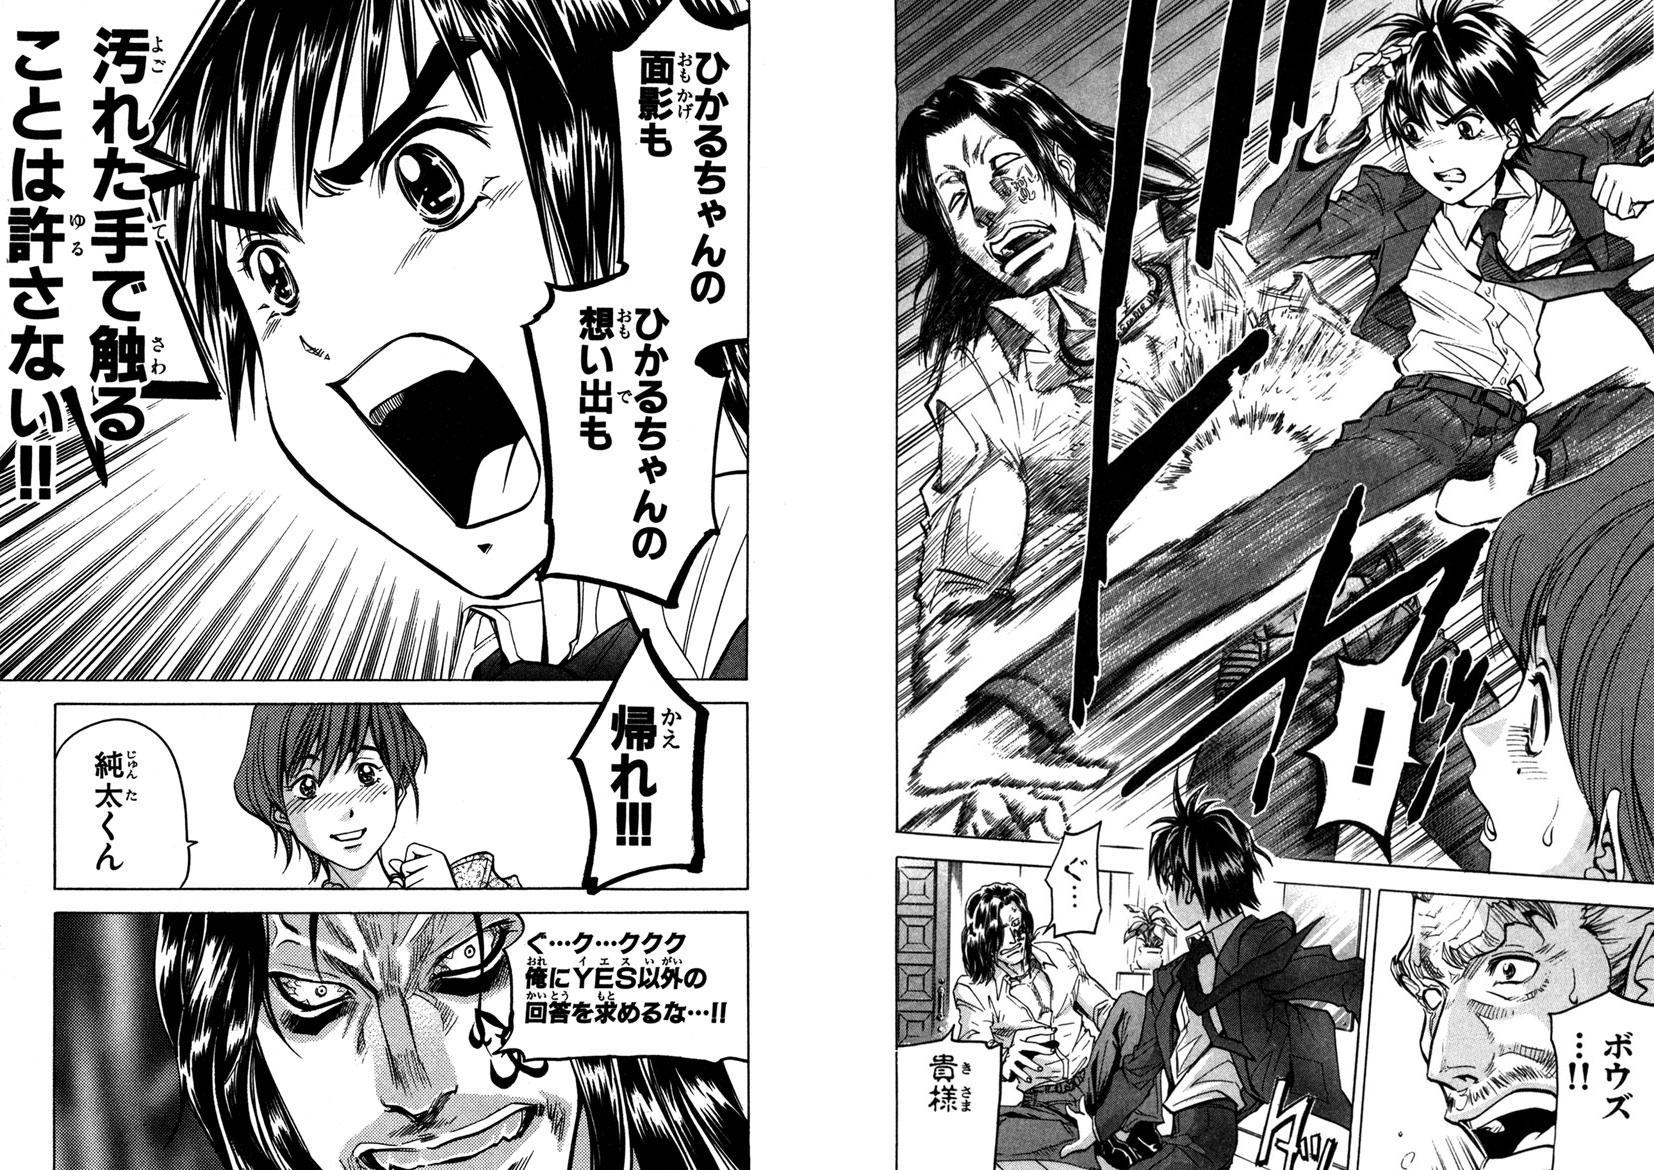 ！
ボウズ
…!!
ぐ…
貴様
ひかるちゃんの
面影も
ひかるちゃんの
想い出も
汚れた手で触る
ことは許さない!!
帰れ!!!
純太くん
ぐ…ク…ククク
俺にYES以外の
回答を求めるな…!!